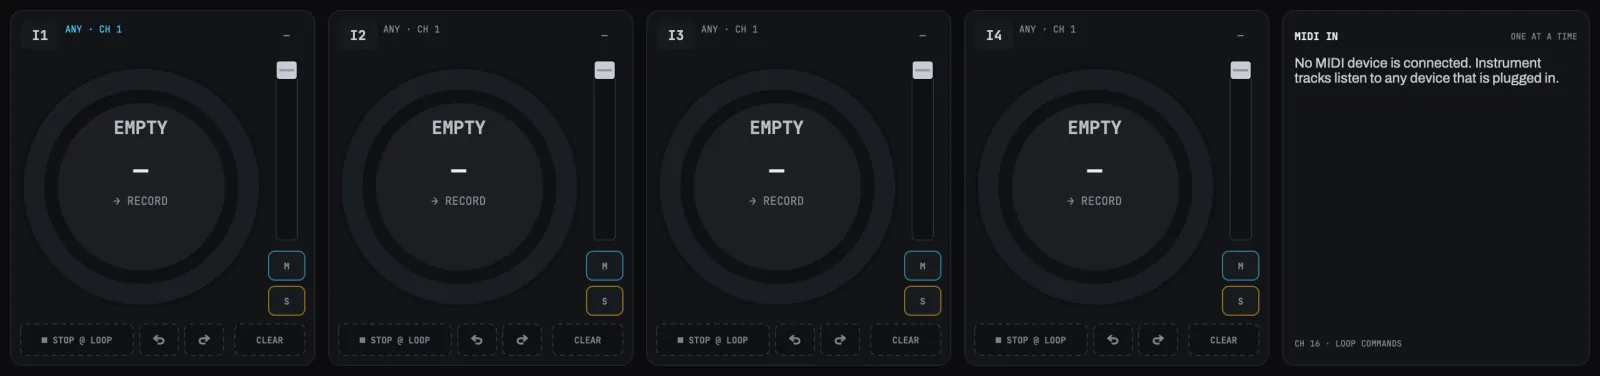 I1 ANY · CH 1 –
EMPTY
–
→ RECORD
M
S
■ STOP @ LOOP ↶ ↷ CLEAR
I2 ANY · CH 1 –
EMPTY
–
→ RECORD
M
S
■ STOP @ LOOP ↶ ↷ CLEAR
I3 ANY · CH 1 –
EMPTY
–
→ RECORD
M
S
■ STOP @ LOOP ↶ ↷ CLEAR
I4 ANY · CH 1 –
EMPTY
–
→ RECORD
M
S
■ STOP @ LOOP ↶ ↷ CLEAR
MIDI IN ONE AT A TIME
No MIDI device is connected. Instrument
tracks listen to any device that is plugged in.
CH 16 · LOOP COMMANDS